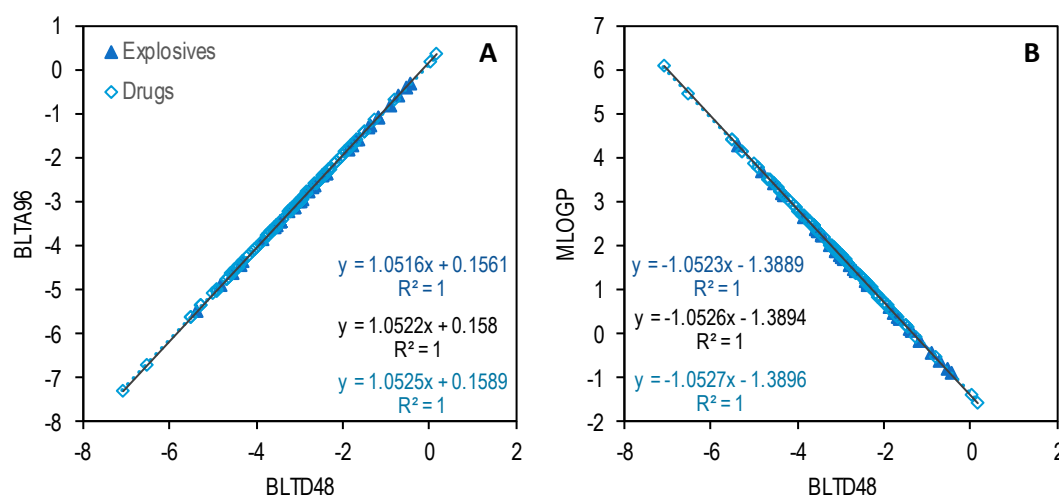 A
Explosives
Drugs
1
0
-1
-2
-3
-4
-5
-6
-7
-8
BLTA96
y = 1.0516x + 0.1561
R² = 1
y = 1.0522x + 0.158
R² = 1
y = 1.0525x + 0.1589
R² = 1
-8
-6
-4
-2
0
2
BLTD48
B
7
6
5
4
3
2
1
0
-1
-2
MLOGP
y = -1.0523x - 1.3889
R² = 1
y = -1.0526x - 1.3894
R² = 1
y = -1.0527x - 1.3896
R² = 1
-8
-6
-4
-2
0
2
BLTD48